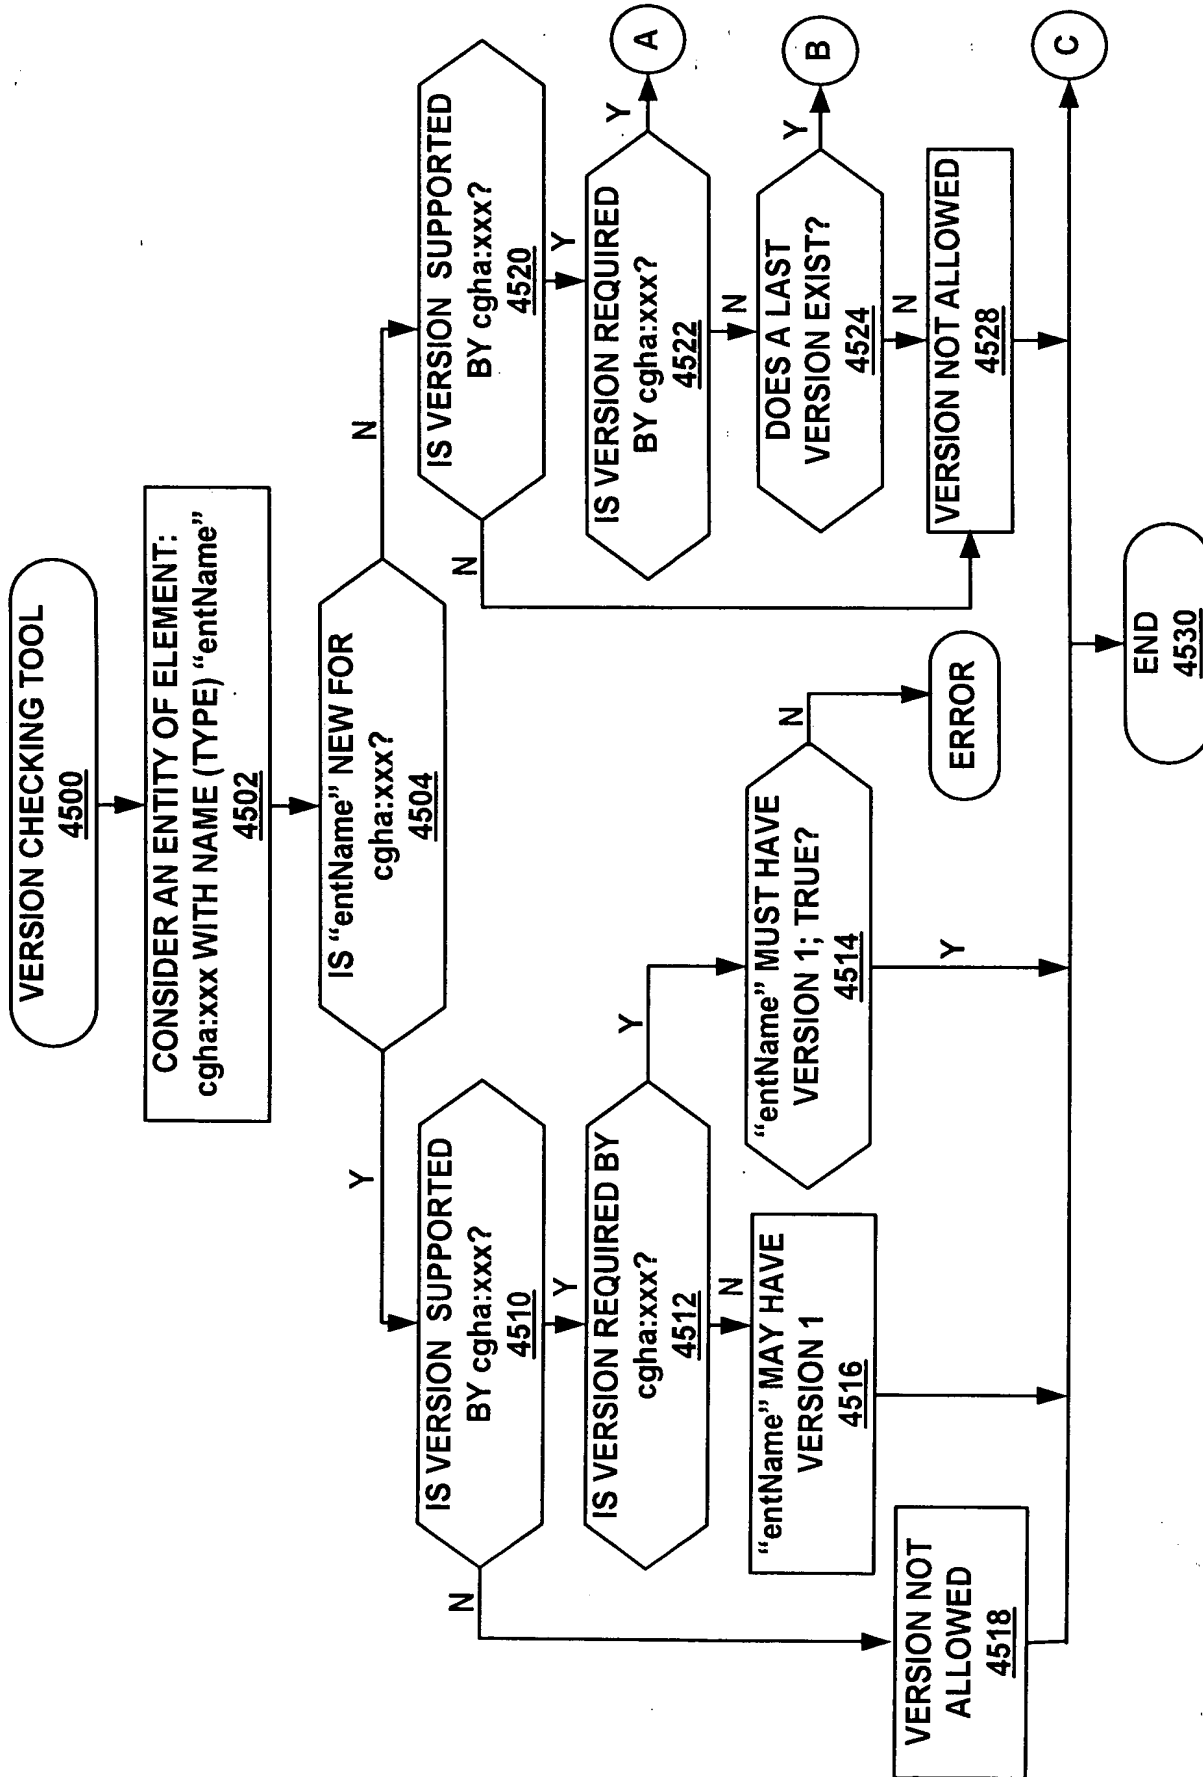 VERSION CHECKING TOOL
4500
CONSIDER AN ENTITY OF ELEMENT:
cgha:xxx WITH NAME (TYPE) “entName”
4502
IS “entName” NEW FOR
cgha:xxx?
4504
Y
N
IS VERSION SUPPORTED
BY cgha:xxx?
4510
N
Y
IS VERSION REQUIRED BY
cgha:xxx?
4512
Y
N
“entName” MAY HAVE
VERSION 1
4516
“entName” MUST HAVE
VERSION 1; TRUE?
4514
N
Y
ERROR
VERSION NOT
ALLOWED
4518
IS VERSION SUPPORTED
BY cgha:xxx?
4520
N
Y
IS VERSION REQUIRED
BY cgha:xxx?
4522
Y
A
N
DOES A LAST
VERSION EXIST?
4524
Y
B
N
VERSION NOT ALLOWED
4528
C
END
4530